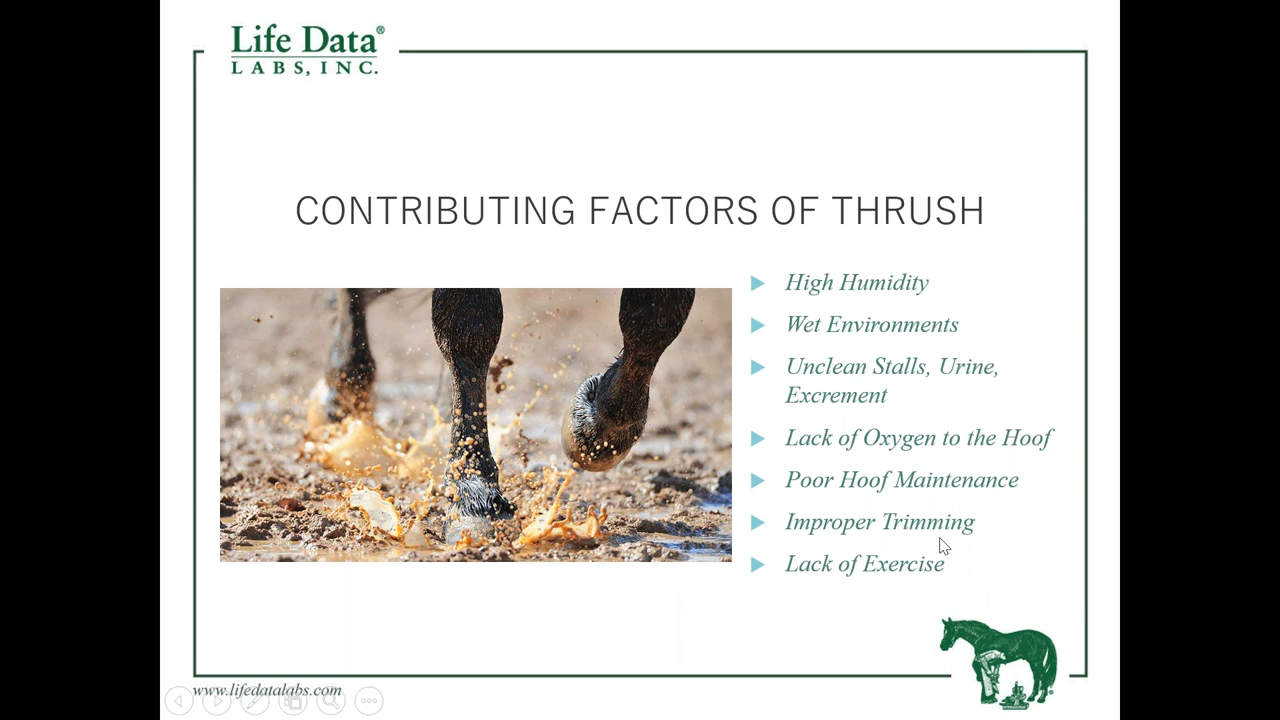 Life Data®
LABS, INC.
CONTRIBUTING FACTORS OF THRUSH
High Humidity
Wet Environments
Unclean Stalls, Urine,
Excrement
Lack of Oxygen to the Hoof
Poor Hoof Maintenance
Improper Trimming
Lack of Exercise
www.lifedatalabs.com